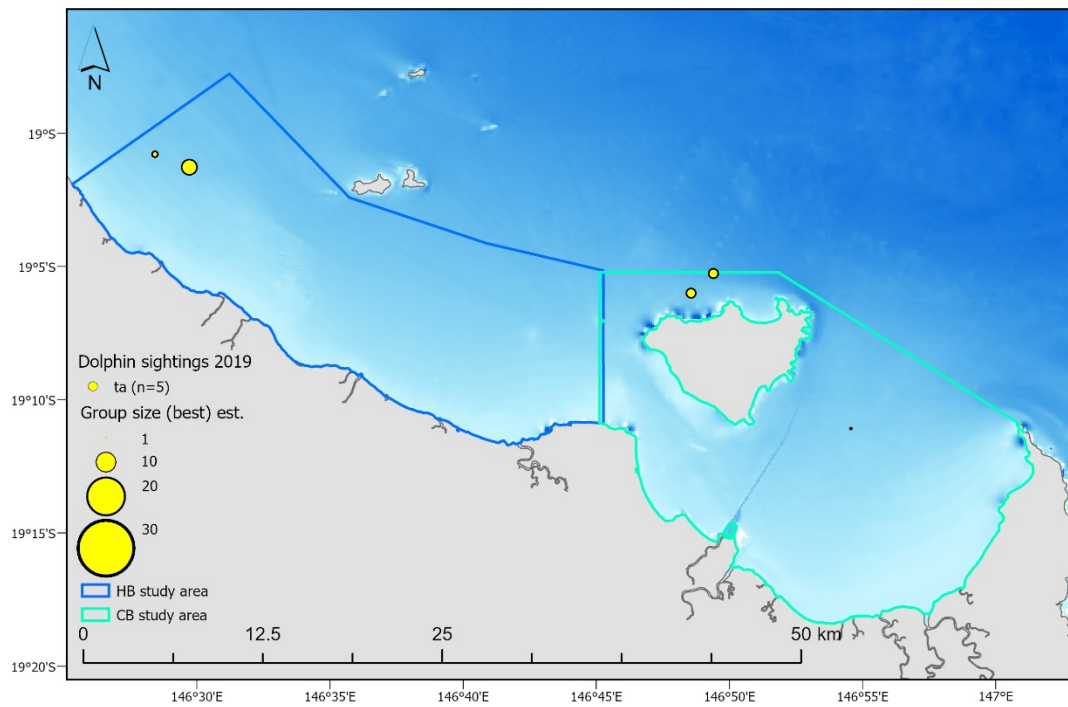 N
19°S
19°5'S
19°10'S
19°15'S
19°20'S
Dolphin sightings 2019
ta (n=5)
Group size (best) est.
1
10
20
30
HB study area
CB study area
0 12.5 25 50 km
146°30'E 146°35'E 146°40'E 146°45'E 146°50'E 146°55'E 147°E